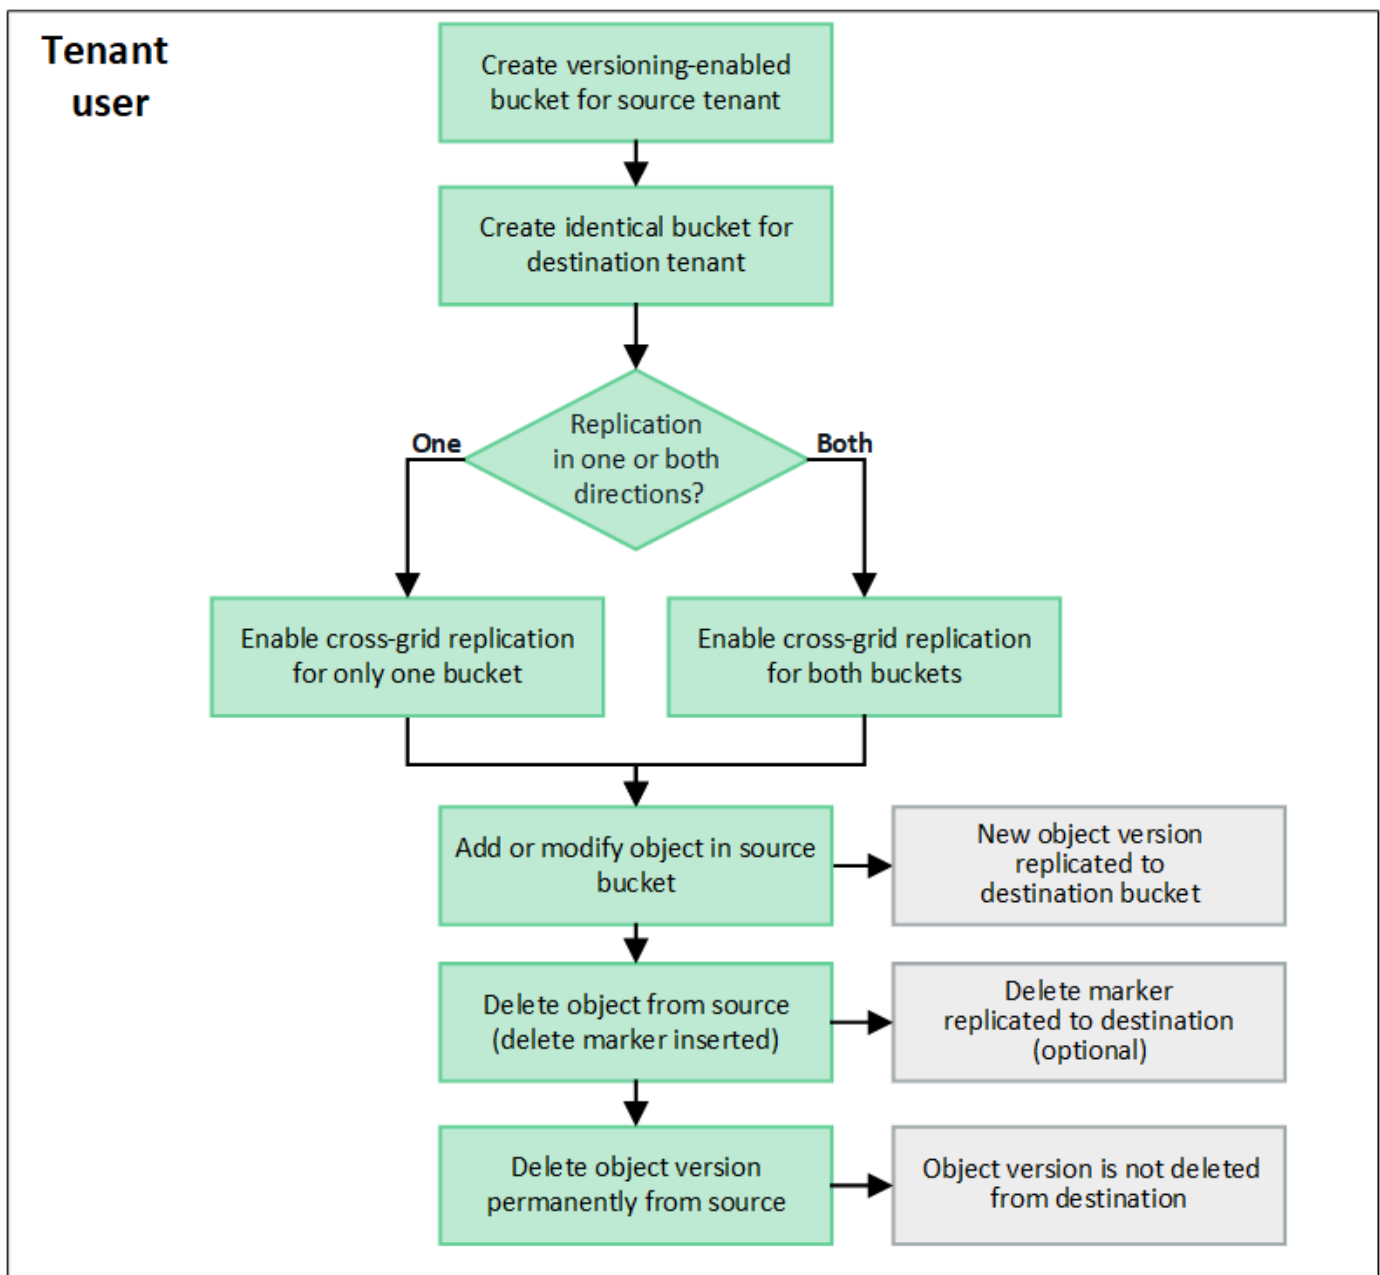 Tenant
user
Create versioning-enabled
bucket for source tenant
Create identical bucket for
destination tenant
Replication
in one or both
directions?
One
Both
Enable cross-grid replication
for only one bucket
Enable cross-grid replication
for both buckets
Add or modify object in source
bucket
New object version
replicated to
destination bucket
Delete object from source
(delete marker inserted)
Delete marker
replicated to destination
(optional)
Delete object version
permanently from source
Object version is not deleted
from destination